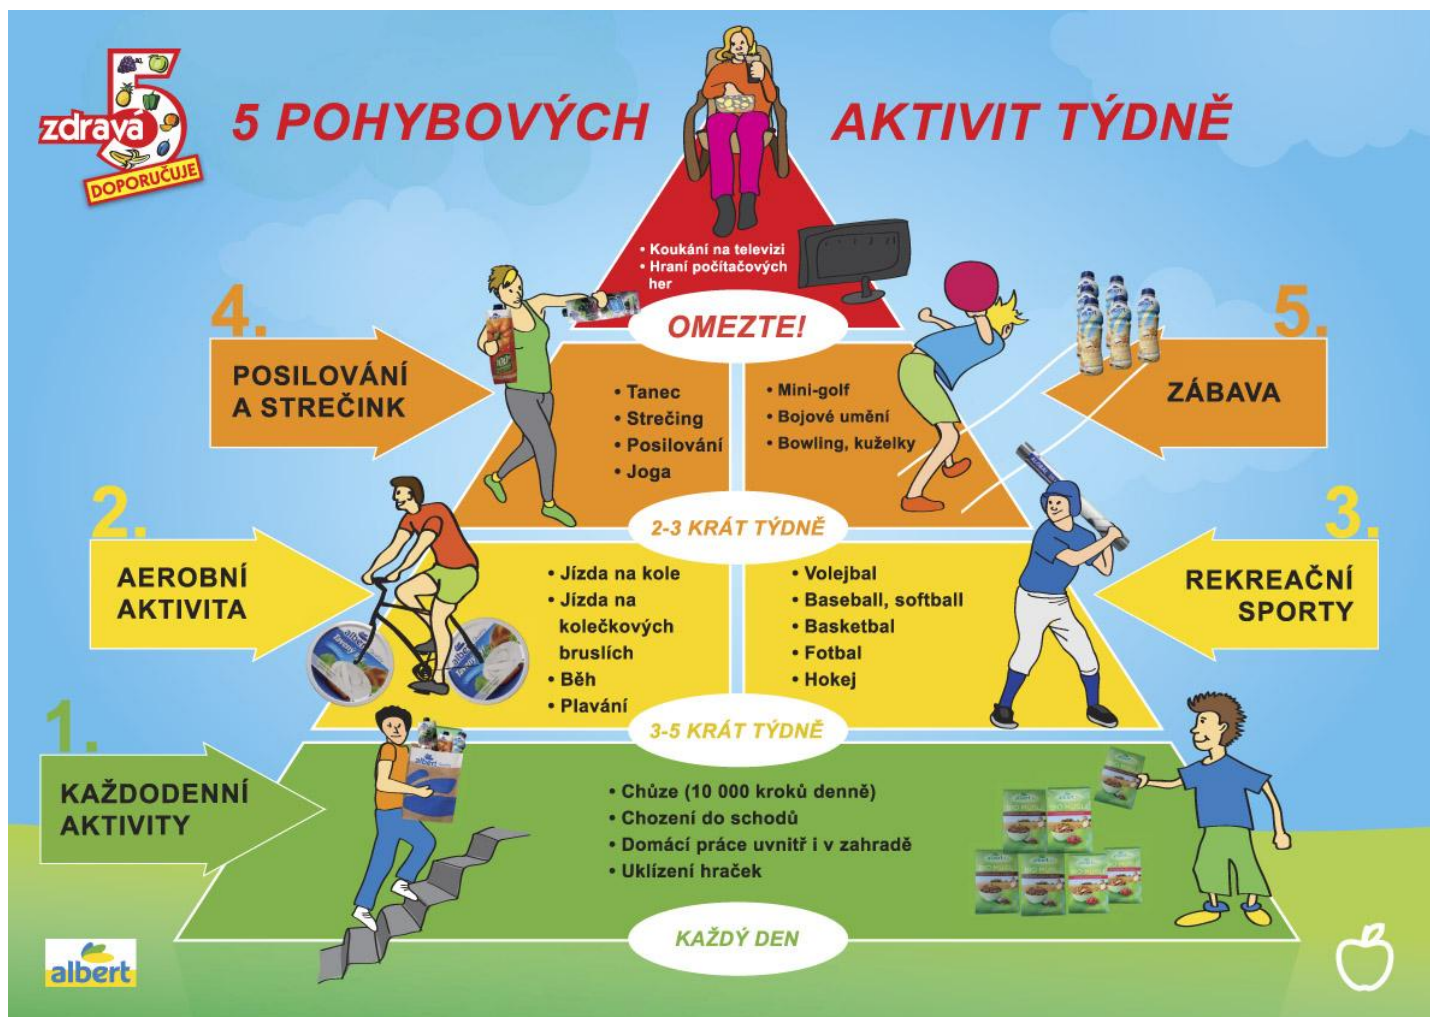 zdravá 5
DOPORUČUJE
5 POHYBOVÝCH AKTIVIT TÝDNĚ
• Koukání na televizi
• Hraní počítačových
her
OMEZTE!
4.
POSILOVÁNÍ
A STREČINK
• Tanec
• Strečing
• Posilování
• Joga
• Mini-golf
• Bojové umění
• Bowling, kuželky
5.
ZÁBAVA
2-3 KRÁT TÝDNĚ
2.
AEROBNÍ
AKTIVITA
• Jízda na kole
• Jízda na
kolečkových
bruslích
• Běh
• Plavání
• Volejbal
• Baseball, softball
• Basketbal
• Fotbal
• Hokej
3.
REKREAČNÍ
SPORTY
3-5 KRÁT TÝDNĚ
1.
KAŽDODENNÍ
AKTIVITY
albert
• Chůze (10 000 kroků denně)
• Chození do schodů
• Domácí práce uvnitř i v zahradě
• Uklízení hraček
KAŽDÝ DEN
albert